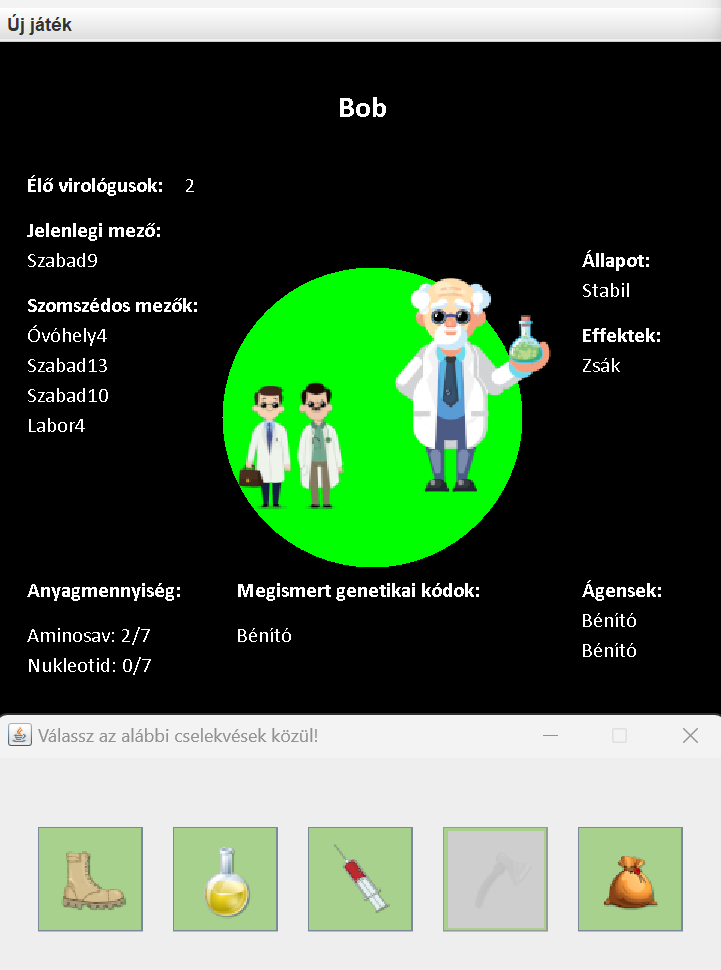 Új játék
Bob
Élő virológusok: 2
Jelenlegi mező:
Szabad9
Szomszédos mezők:
Óvóhely4
Szabad13
Szabad10
Labor4
Állapot:
Stabil
Effektek:
Zsák
Anyagmennyiség:
Aminosav: 2/7
Nukleotid: 0/7
Megismert genetikai kódok:
Bénító
Ágensek:
Bénító
Bénító
Válassz az alábbi cselekvések közül!